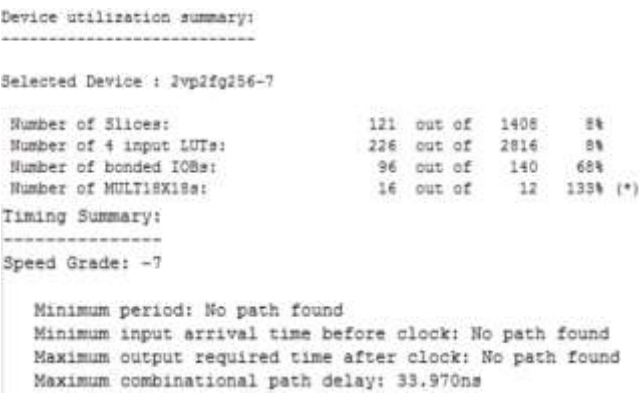 Device utilization summary:
---------------------------
Selected Device : 2vp2fg256-7
Number of Slices: 121 out of 1408 8%
Number of 4 input LUTs: 226 out of 2816 8%
Number of bonded IOBs: 96 out of 140 68%
Number of MULT18X18s: 16 out of 12 133% (*)
Timing Summary:
---------------
Speed Grade: -7
Minimum period: No path found
Minimum input arrival time before clock: No path found
Maximum output required time after clock: No path found
Maximum combinational path delay: 33.970ns